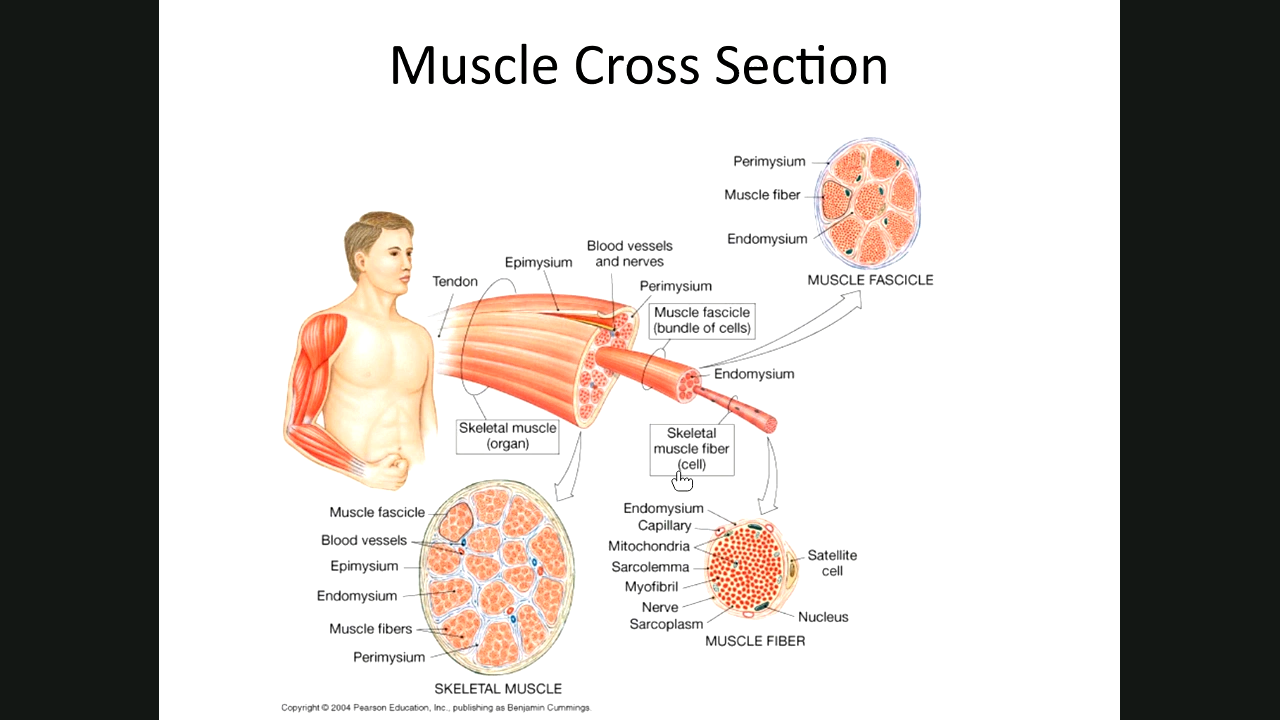 Muscle Cross Section
Perimysium
Muscle fiber
Endomysium
MUSCLE FASCICLE
Blood vessels
and nerves
Epimysium
Tendon
Perimysium
Muscle fascicle
(bundle of cells)
Endomysium
Skeletal muscle
(organ)
Skeletal
muscle fiber
(cell)
Muscle fascicle
Blood vessels
Epimysium
Endomysium
Muscle fibers
Perimysium
SKELETAL MUSCLE
Endomysium
Capillary
Mitochondria
Sarcolemma
Myofibril
Nerve
Sarcoplasm
Satellite
cell
Nucleus
MUSCLE FIBER
Copyright © 2004 Pearson Education, Inc., publishing as Benjamin Cummings.